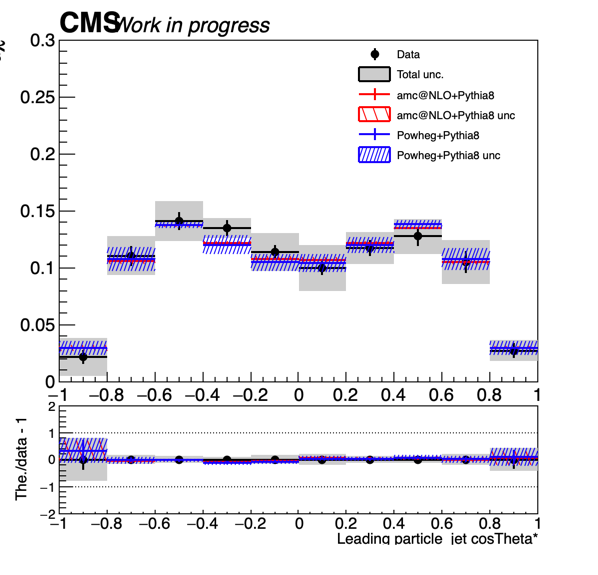 CMS Work in progress
0.3
Data
Total unc.
0.25
amc@NLO+Pythia8
amc@NLO+Pythia8 unc
0.2
Powheg+Pythia8
Powheg+Pythia8 unc
0.15
0.1
0.05
0
−1 −0.8 −0.6 −0.4 −0.2 0 0.2 0.4 0.6 0.8 1
The./data - 1
2
1
0
−1
−2
−1 −0.8 −0.6 −0.4 −0.2 0 0.2 0.4 0.6 0.8 1
Leading particle_jet cosTheta*